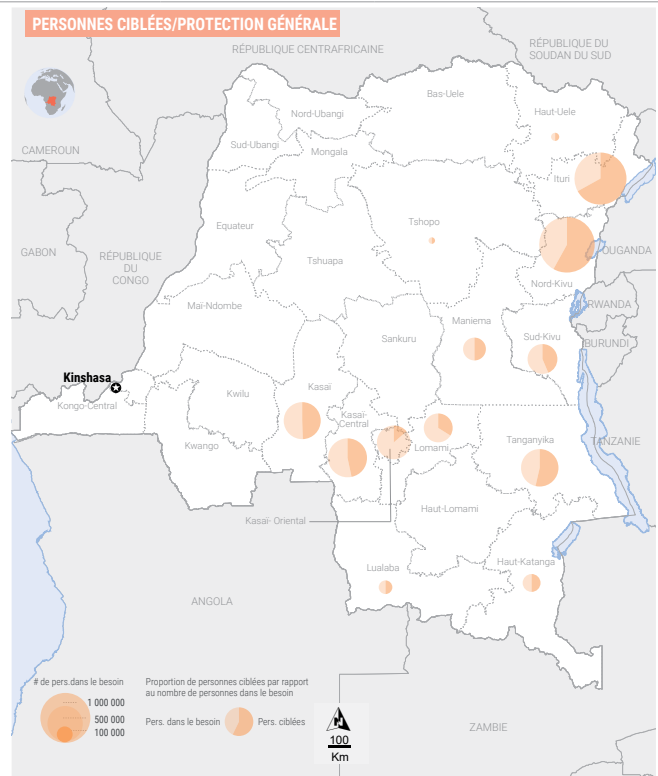 PERSONNES CIBLÉES/PROTECTION GÉNÉRALE
RÉPUBLIQUE CENTRAFRICAINE
RÉPUBLIQUE DU
SOUDAN DU SUD
Bas-Uele
Haut-Uele
Nord-Ubangi
CAMEROUN
Sud-Ubangi
Mongala
Ituri
Equateur
Tshopo
GABON
RÉPUBLIQUE
DU
CONGO
OUGANDA
Tshuapa
Nord-Kivu
Maï-Ndombe
RWANDA
Maniema
Sankuru
Sud-Kivu
BURUNDI
Kinshasa
Kasaï
Kwilu
Kongo-Central
Kasaï-
Central
Lomami
Tanganyika
TANZANIE
Kwango
Haut-Lomami
Kasaï- Oriental
Lualaba
Haut-Katanga
ANGOLA
# de pers.dans le besoin
1 000 000
500 000
100 000
Proportion de personnes ciblées par rapport
au nombre de personnes dans le besoin
Pers. dans le besoin
Pers. ciblées
N
100
Km
ZAMBIE